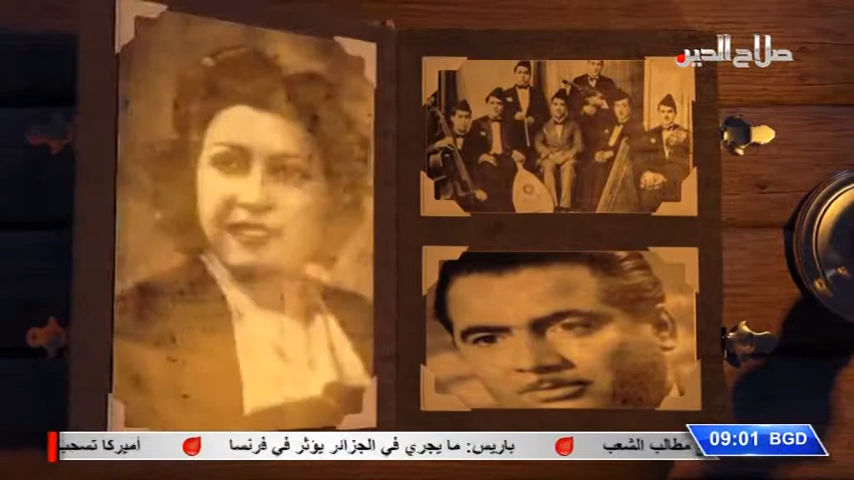 صلاح الدين
مطالب الشعب
باريس: ما يجري في الجزائر يؤثر في فرنسا
أميركا تسحب
09:01 BGD